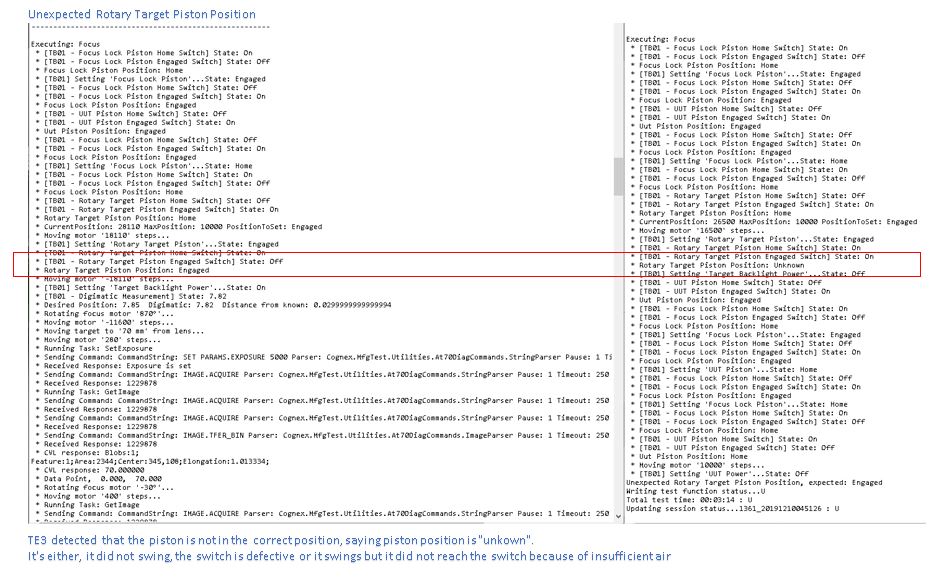 Unexpected Rotary Target Piston Position
Executing: Focus
* [TB01 - Focus Lock Piston Home Switch] State: On
* [TB01 - Focus Lock Piston Engaged Switch] State: Off
* Focus Lock Piston Position: Home
* [TB01] Setting 'Focus Lock Piston'...State: Engaged
* [TB01 - Focus Lock Piston Home Switch] State: Off
* [TB01 - Focus Lock Piston Engaged Switch] State: On
* Focus Lock Piston Position: Engaged
* [TB01 - UUT Piston Home Switch] State: Off
* [TB01 - UUT Piston Engaged Switch] State: On
* Uut Piston Position: Engaged
* [TB01 - Focus Lock Piston Home Switch] State: Off
* [TB01 - Focus Lock Piston Engaged Switch] State: On
* Focus Lock Piston Position: Engaged
* [TB01] Setting 'Focus Lock Piston'...State: Home
* [TB01 - Focus Lock Piston Home Switch] State: On
* [TB01 - Focus Lock Piston Engaged Switch] State: Off
* Focus Lock Piston Position: Home
* [TB01 - Rotary Target Piston Home Switch] State: Off
* [TB01 - Rotary Target Piston Engaged Switch] State: On
* Rotary Target Piston Position: Home
* CurrentPosition: 28110 MaxPosition: 10000 PositionToSet: Engaged
* Moving motor '18110' steps...
* [TB01] Setting 'Rotary Target Piston'...State: Engaged
* [TB01 - Rotary Target Piston Home Switch] State: On
* [TB01 - Rotary Target Piston Engaged Switch] State: Off
* Rotary Target Piston Position: Engaged
* Moving motor '-18110' steps...
* [TB01] Setting 'Target Backlight Power'...State: On
* [TB01 - Digimatic Measurement] State: 7.82
* Desired Position: 7.85 Digimatic: 7.82 Distance from known: 0.0299999999999994
* Rotating focus motor '870°'...
* Moving motor '-11600' steps...
* Moving target to '70 mm' from lens...
* Moving motor '280' steps...
* Running Task: SetExposure
* Sending Command: CommandString: SET PARAMS.EXPOSURE 5000 Parser: Cognex.MfgTest.Utilities.At70DiagCommands.StringParser Pause: 1 Ti
* Received Response: Exposure is set
* Sending Command: CommandString: IMAGE.ACQUIRE Parser: Cognex.MfgTest.Utilities.At70DiagCommands.StringParser Pause: 1 Timeout: 250
* Received Response: 1229878
* Running Task: GetImage
* Sending Command: CommandString: IMAGE.ACQUIRE Parser: Cognex.MfgTest.Utilities.At70DiagCommands.StringParser Pause: 1 Timeout: 250
* Received Response: 1229878
* Sending Command: CommandString: IMAGE.ACQUIRE Parser: Cognex.MfgTest.Utilities.At70DiagCommands.StringParser Pause: 1 Timeout: 250
* Received Response: 1229878
* Sending Command: CommandString: IMAGE.TFER_BIN Parser: Cognex.MfgTest.Utilities.At70DiagCommands.ImageParser Pause: 1 Timeout: 250
* Received Response: 1229878
* CVL response: Blobs:1;
Feature:1;Area:2344;Center:345,108;Elongation:1.013334;
* CVL response: 70.000000
* Data Point, 0.000, 70.000
* Rotating focus motor '-30°'...
* Moving motor '400' steps...
* Running Task: GetImage
* Sending Command: CommandString: IMAGE.ACQUIRE Parser: Cognex.MfgTest.Utilities.At70DiagCommands.StringParser Pause: 1 Timeout: 250
Executing: Focus
* [TB01 - Focus Lock Piston Home Switch] State: On
* [TB01 - Focus Lock Piston Engaged Switch] State: Off
* Focus Lock Piston Position: Home
* [TB01] Setting 'Focus Lock Piston'...State: Engaged
* [TB01 - Focus Lock Piston Home Switch] State: Off
* [TB01 - Focus Lock Piston Engaged Switch] State: On
* Focus Lock Piston Position: Engaged
* [TB01 - UUT Piston Home Switch] State: Off
* [TB01 - UUT Piston Engaged Switch] State: On
* Uut Piston Position: Engaged
* [TB01 - Focus Lock Piston Home Switch] State: Off
* [TB01 - Focus Lock Piston Engaged Switch] State: On
* Focus Lock Piston Position: Engaged
* [TB01] Setting 'Focus Lock Piston'...State: Home
* [TB01 - Focus Lock Piston Home Switch] State: On
* [TB01 - Focus Lock Piston Engaged Switch] State: Off
* Focus Lock Piston Position: Home
* [TB01 - Rotary Target Piston Home Switch] State: Off
* [TB01 - Rotary Target Piston Engaged Switch] State: On
* Rotary Target Piston Position: Home
* CurrentPosition: 26500 MaxPosition: 10000 PositionToSet: Engaged
* Moving motor '16500' steps...
* [TB01] Setting 'Rotary Target Piston'...State: Engaged
* [TB01 - Rotary Target Piston Home Switch] State: On
* [TB01 - Rotary Target Piston Engaged Switch] State: On
* Rotary Target Piston Position: Unknown
* [TB01] Setting 'Target Backlight Power'...State: Off
* [TB01 - UUT Piston Home Switch] State: Off
* [TB01 - UUT Piston Engaged Switch] State: On
* Uut Piston Position: Engaged
* [TB01 - Focus Lock Piston Home Switch] State: On
* [TB01 - Focus Lock Piston Engaged Switch] State: Off
* Focus Lock Piston Position: Home
* [TB01] Setting 'Focus Lock Piston'...State: Engaged
* [TB01 - Focus Lock Piston Home Switch] State: Off
* [TB01 - Focus Lock Piston Engaged Switch] State: On
* Focus Lock Piston Position: Engaged
* [TB01] Setting 'UUT Piston'...State: Home
* [TB01 - Focus Lock Piston Home Switch] State: Off
* [TB01 - Focus Lock Piston Engaged Switch] State: On
* Focus Lock Piston Position: Engaged
* [TB01] Setting 'Focus Lock Piston'...State: Home
* [TB01 - Focus Lock Piston Home Switch] State: On
* [TB01 - Focus Lock Piston Engaged Switch] State: Off
* Focus Lock Piston Position: Home
* [TB01 - UUT Piston Home Switch] State: On
* [TB01 - UUT Piston Engaged Switch] State: Off
* Uut Piston Position: Home
* Moving motor '10000' steps...
* [TB01] Setting 'UUT Power'...State: Off
Unexpected Rotary Target Piston Position, expected: Engaged
Writing test function status...U
Total test time: 00:03:14 : U
Updating session status...1361_20191210045126 : U
TE3 detected that the piston is not in the correct position, saying piston position is "unkown".
It's either, it did not swing, the switch is defective or it swings but it did not reach the switch because of insufficient air